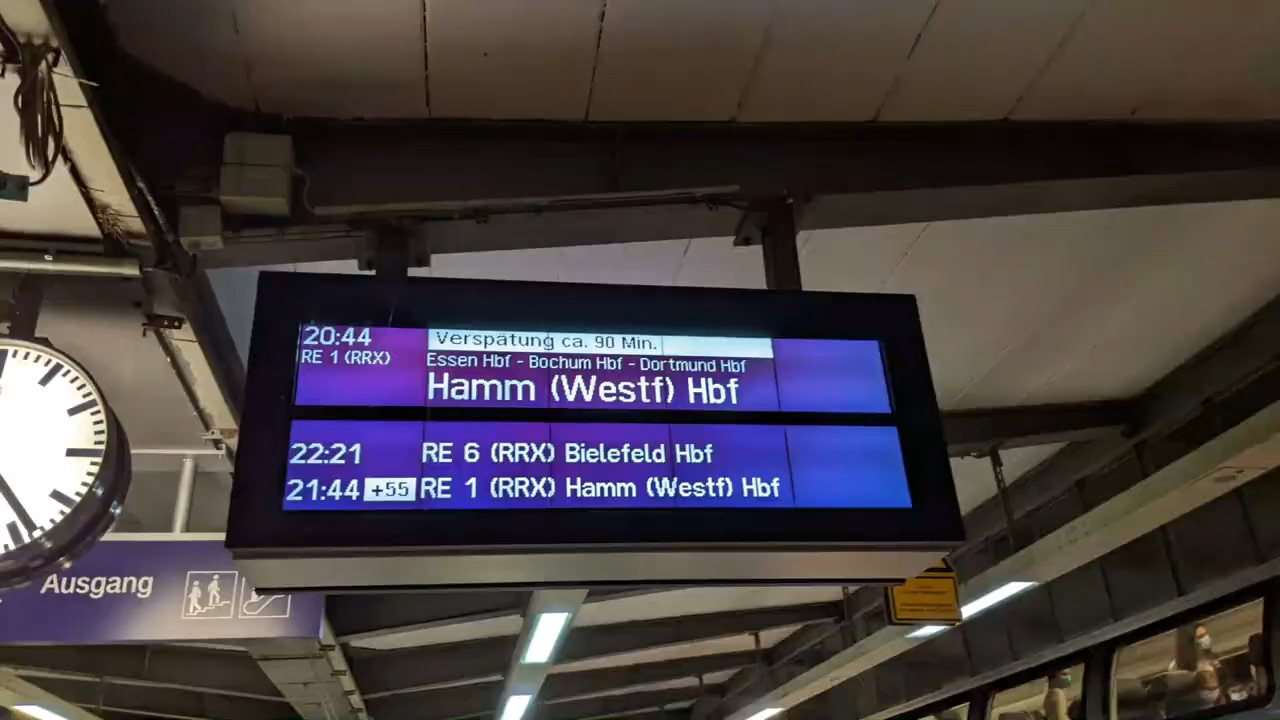 20:44
Verspätung ca. 90 Min.
RE 1 (RRX)
Essen Hbf - Bochum Hbf - Dortmund Hbf
Hamm (Westf) Hbf
22:21 RE 6 (RRX) Bielefeld Hbf
21:44 +55 RE 1 (RRX) Hamm (Westf) Hbf
Ausgang